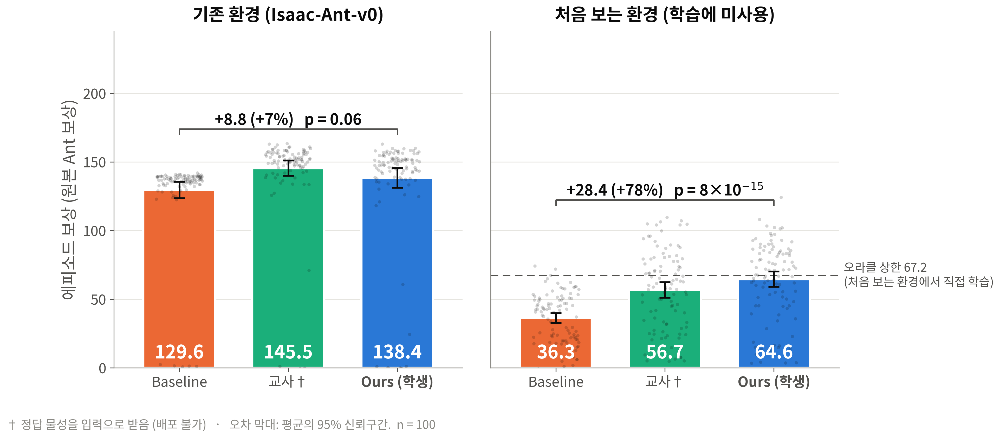 기존 환경 (Isaac-Ant-v0)
처음 보는 환경 (학습에 미사용)
에피소드 보상 (원본 Ant 보상)
200
150
100
50
0
+8.8 (+7%) p = 0.06
129.6
145.5
138.4
Baseline
교사 †
Ours (학생)
+28.4 (+78%) p = 8×10⁻¹⁵
오라클 상한 67.2
(처음 보는 환경에서 직접 학습)
36.3
56.7
64.6
Baseline
교사 †
Ours (학생)
† 정답 물성을 입력으로 받음 (배포 불가) · 오차 막대: 평균의 95% 신뢰구간. n = 100